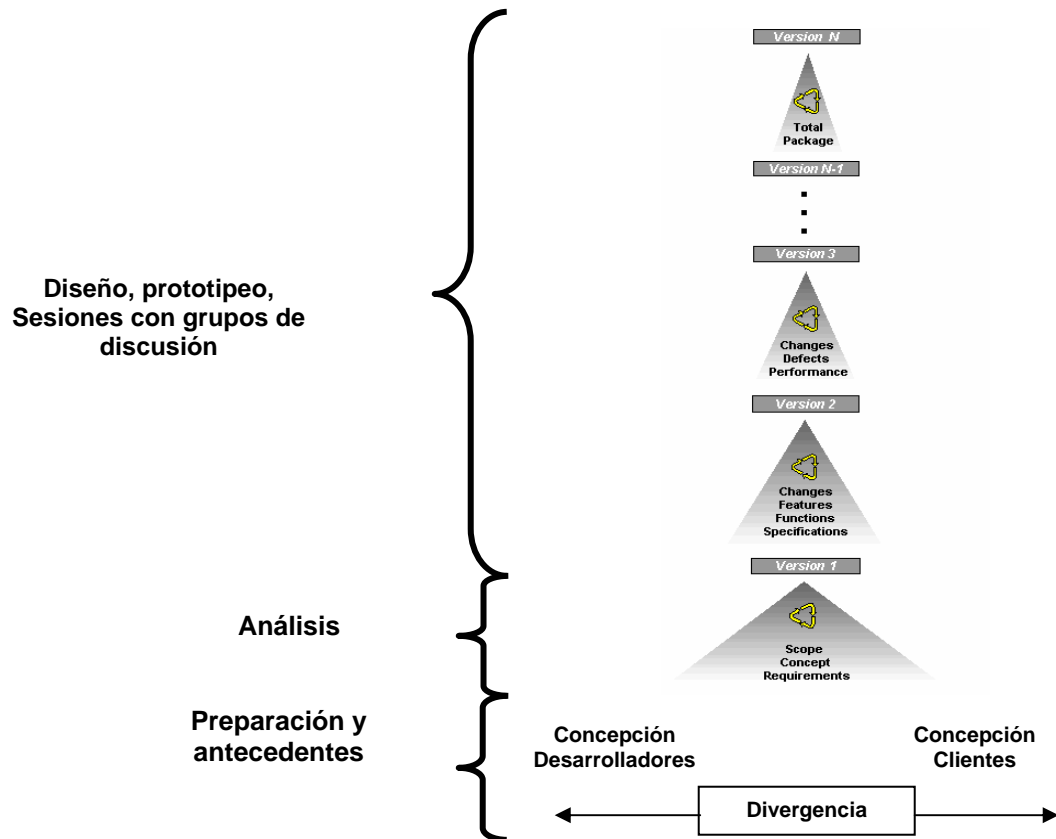 Version N
Total
Package
Version N-1
Version 3
Diseño, prototipeo,
Sesiones con grupos de
discusión
Changes
Defects
Performance
Version 2
Changes
Features
Functions
Specifications
Version 1
Análisis
Scope
Concept
Requirements
Preparación y
antecedentes
Concepción
Desarrolladores
Concepción
Clientes
Divergencia